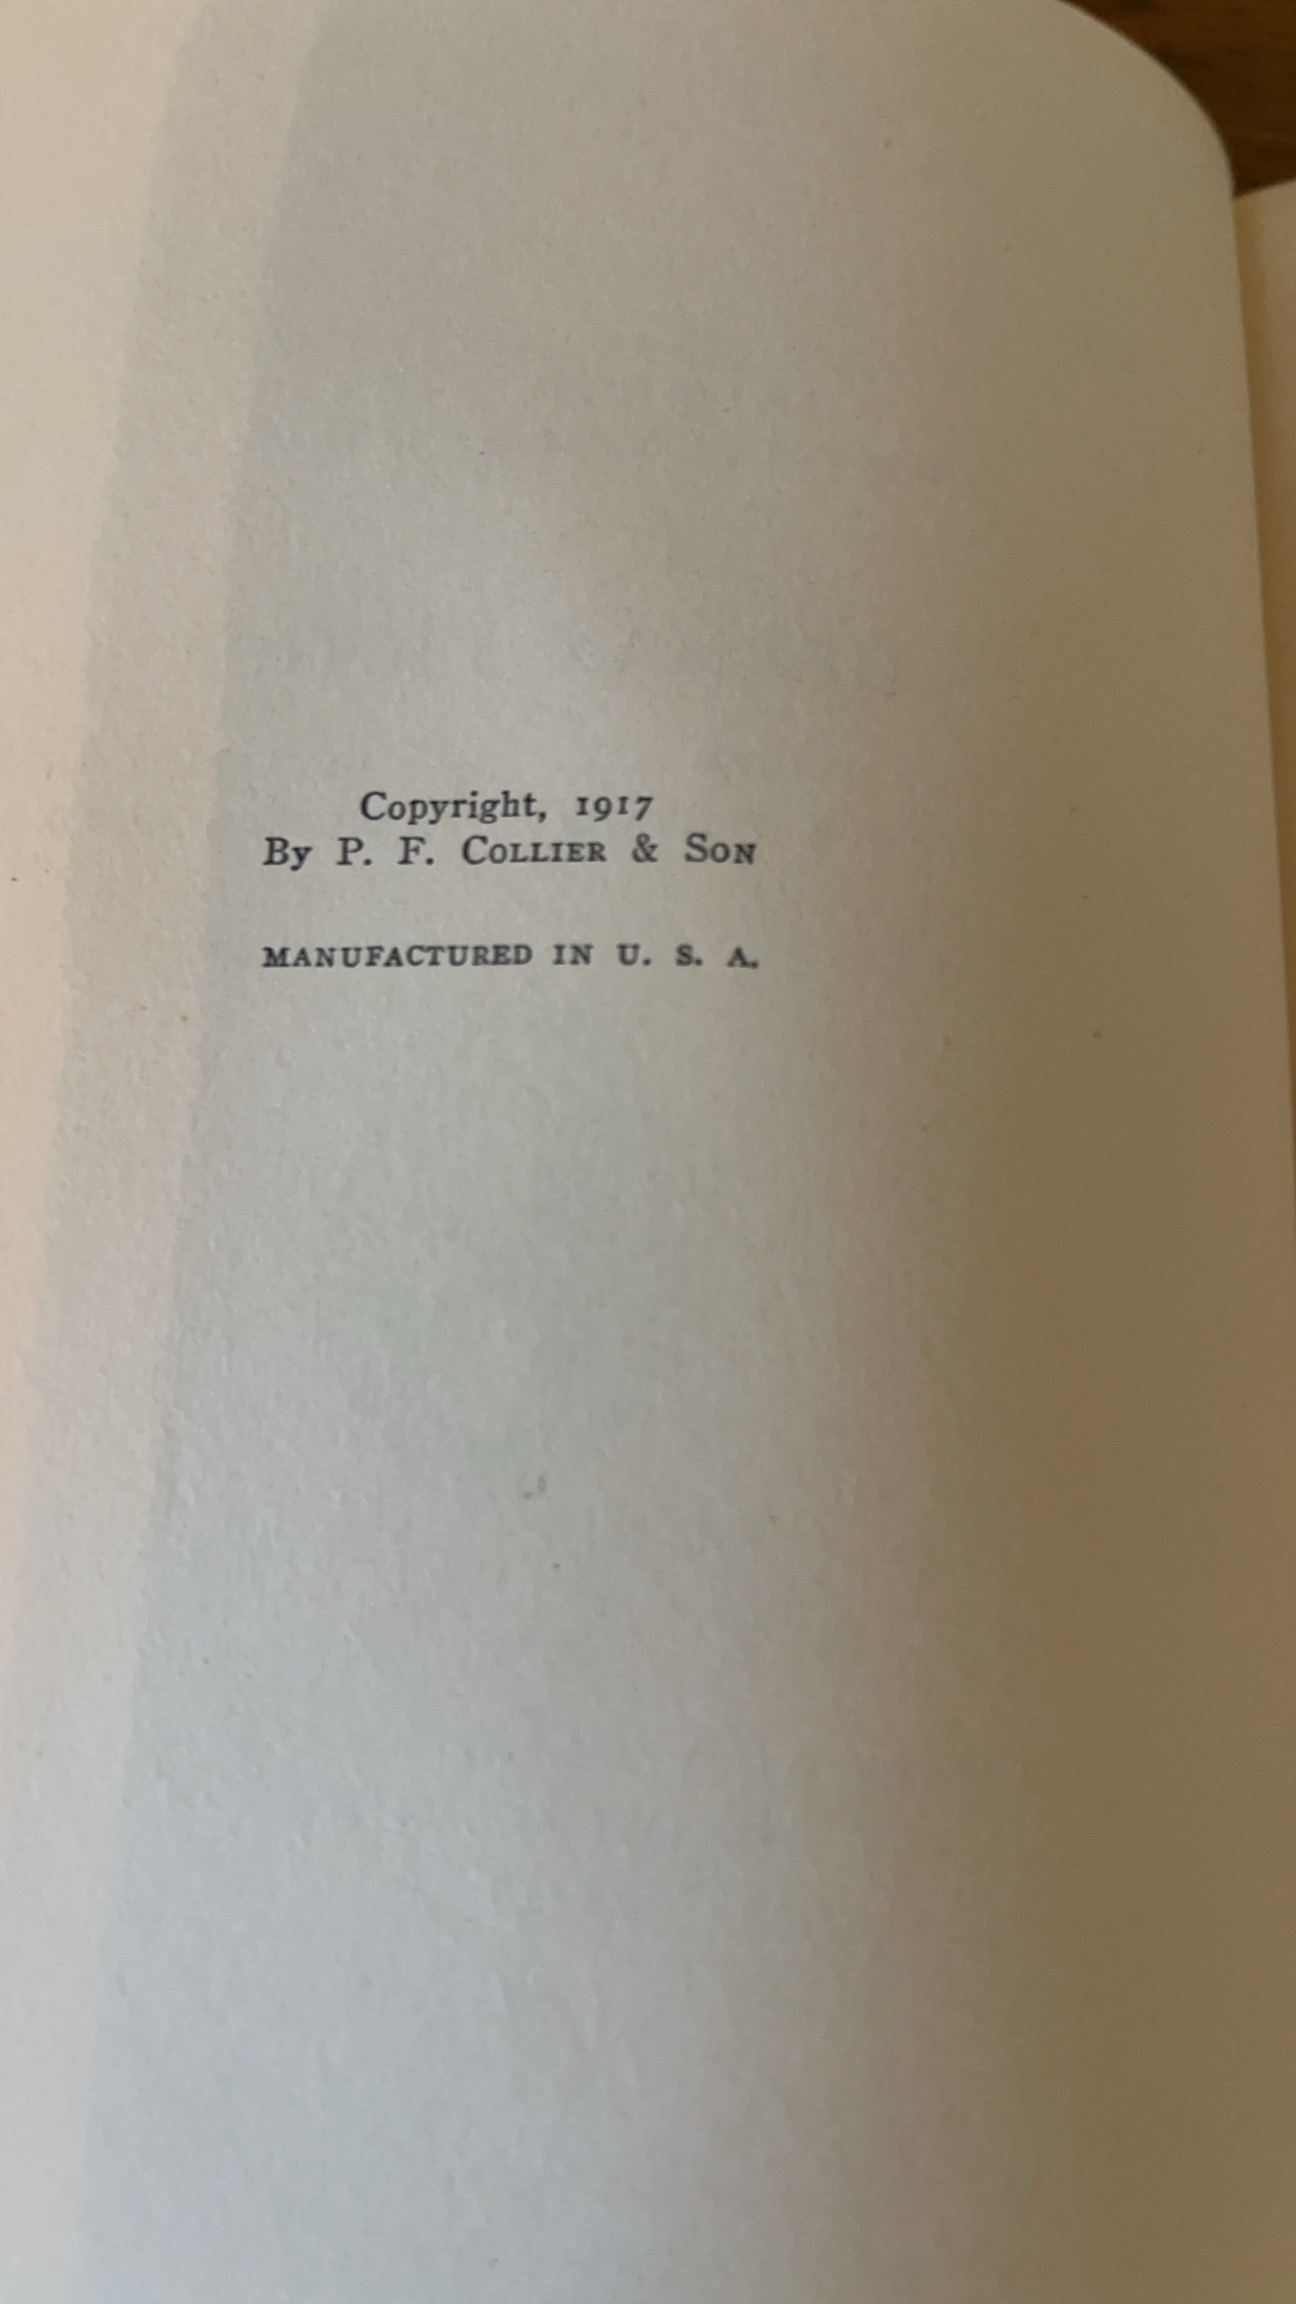 Copyright, 1917
By P. F. Collier & Son
MANUFACTURED IN U. S. A.